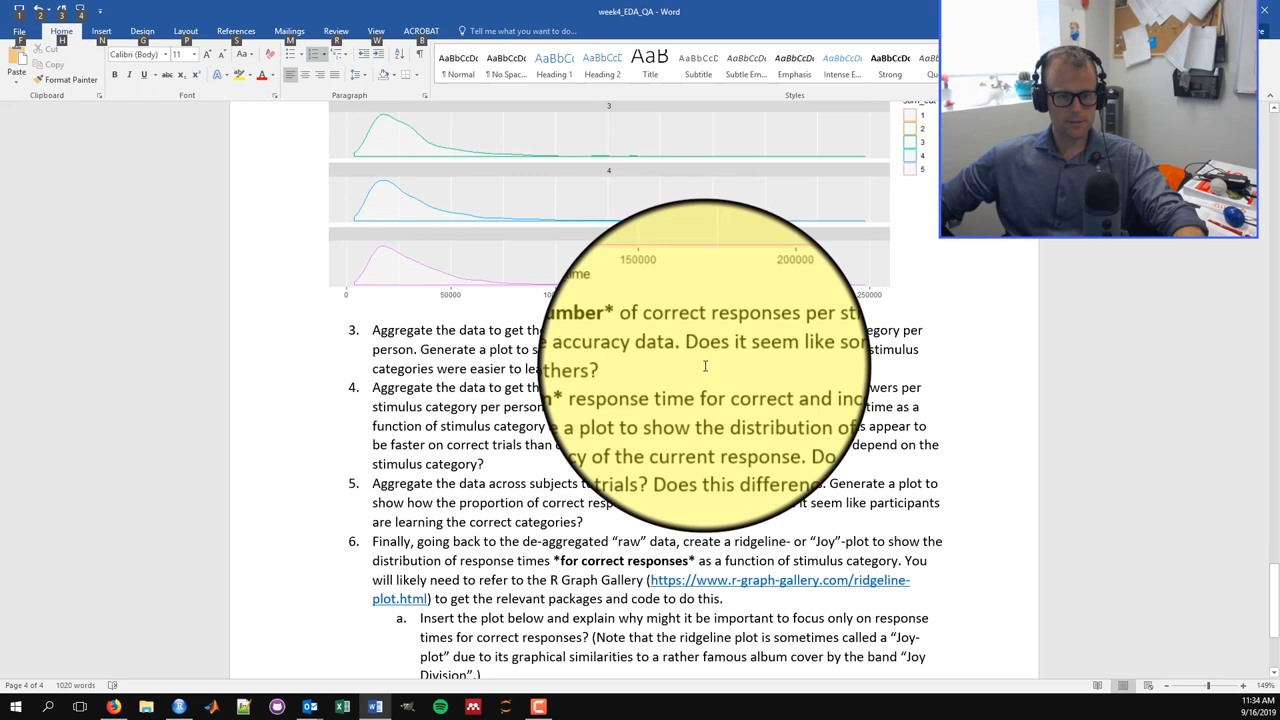 week4_EDA_QA - Word
1 2 4
F H N G P S M R W B Q
Home Insert Design Layout References Mailings Review View ACROBAT Tell me what you want to do...
Paste
Cut
Copy
Format Painter
Clipboard
Calibri (Body) 11
Font
Paragraph
AaBbCcDc AaBbCcDc AaBbCc AaBbCcC AaB AaBbCcD AaBbCcDc AaBbCcDc AaBbCcDc AaBbCcDc
¶ Normal ¶ No Spac... Heading 1 Heading 2 Title Subtitle Subtle Em... Emphasis Intense E... Strong
Styles
3
4
1
2
3
4
5
0 50000 250000
150000 200000
me
3. Aggregate the data to get the umber* of correct responses per sti egory per
person. Generate a plot to s accuracy data. Does it seem like so stimulus
categories were easier to le thers?
4. Aggregate the data to get th * response time for correct and inc wers per
stimulus category per person time as a
function of stimulus category a plot to show the distribution of s appear to
be faster on correct trials than cy of the current response. Do depend on the
stimulus category? trials? Does this differenc
5. Aggregate the data across subjects t Generate a plot to
show how the proportion of correct resp it seem like participants
are learning the correct categories?
6. Finally, going back to the de-aggregated “raw” data, create a ridgeline- or “Joy”-plot to show the
distribution of response times *for correct responses* as a function of stimulus category. You
will likely need to refer to the R Graph Gallery (https://www.r-graph-gallery.com/ridgeline-
plot.html) to get the relevant packages and code to do this.
a. Insert the plot below and explain why might it be important to focus only on response
times for correct responses? (Note that the ridgeline plot is sometimes called a “Joy-
plot” due to its graphical similarities to a rather famous album cover by the band “Joy
Division”.)
Page 4 of 4 1020 words
149%
11:34 AM
9/16/2019